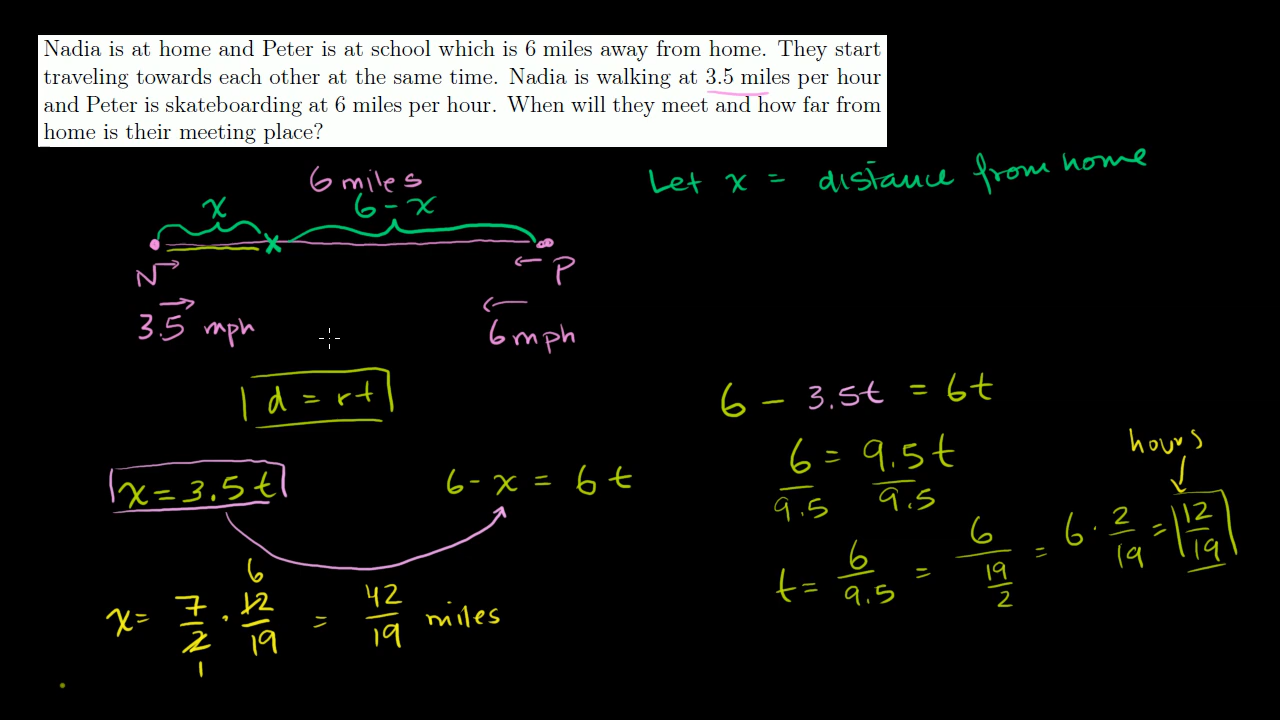 Nadia is at home and Peter is at school which is 6 miles away from home. They start
traveling towards each other at the same time. Nadia is walking at 3.5 miles per hour
and Peter is skateboarding at 6 miles per hour. When will they meet and how far from
home is their meeting place?
Let x = distance from home
6 miles
x 6 - x
x
N P
3.5 mph 6 mph
d = rt
x = 3.5t
6 - x = 6t
6 - 3.5t = 6t
6/9.5 = 9.5t/9.5
hours
t = 6/9.5 = 6/(19/2) = 6 · 2/19 = 12/19
6
x = 7/2 · 12/19 = 42/19 miles
1